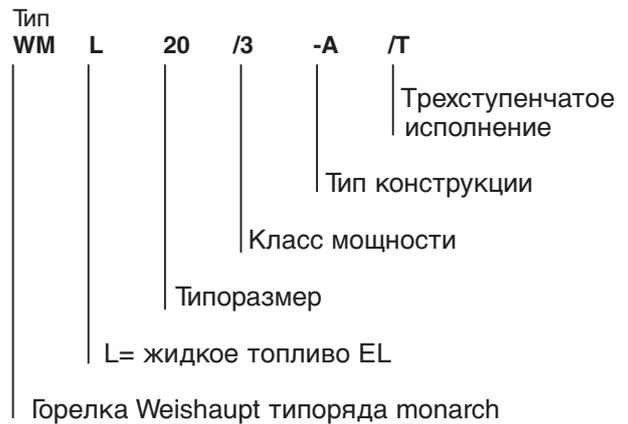 Тип
WM L 20 /3 -A /T
Трехступенчатое
исполнение
Тип конструкции
Класс мощности
Типоразмер
L= жидкое топливо EL
Горелка Weishaupt типоряда monarch